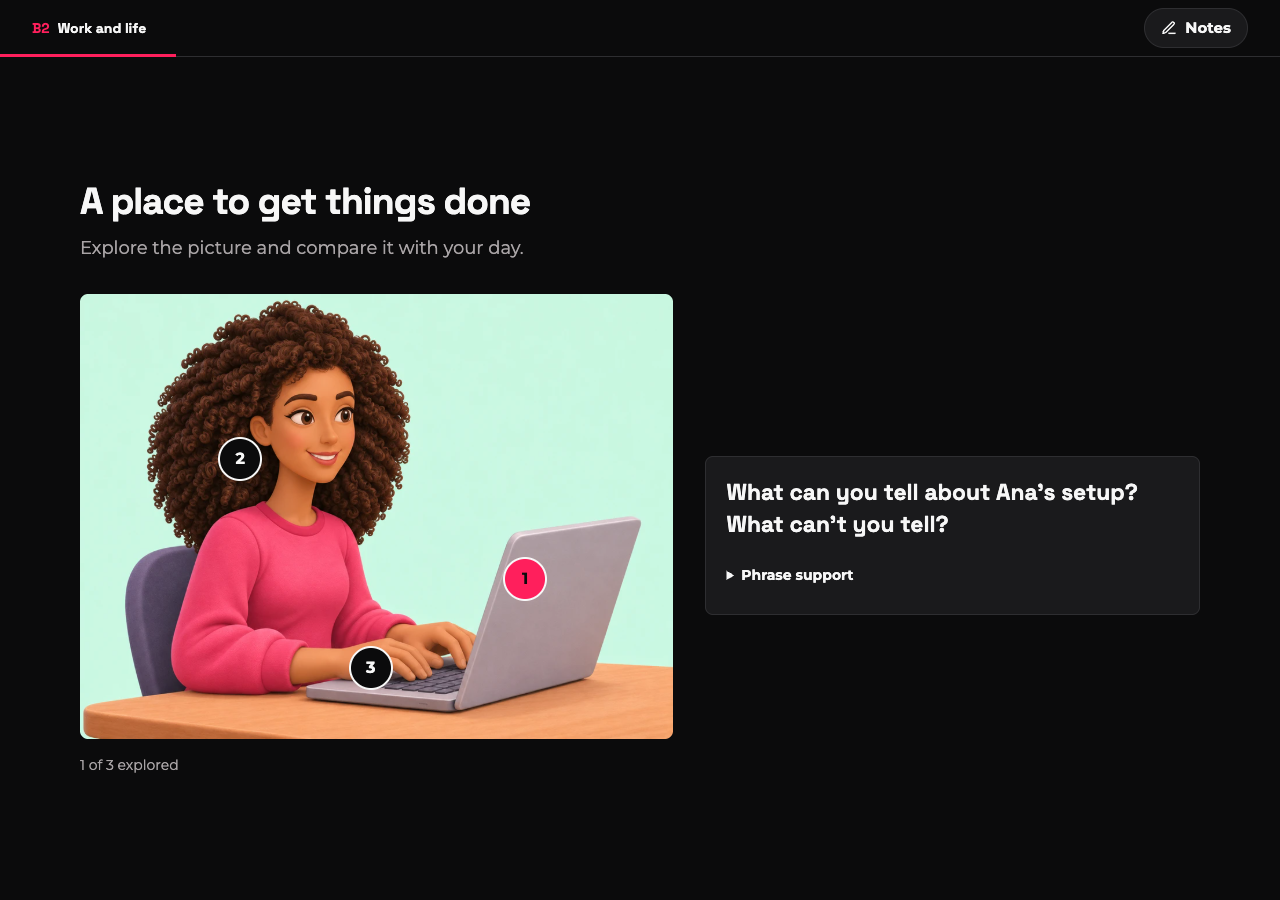 B2 Work and life
Notes
A place to get things done
Explore the picture and compare it with your day.
2
1
3
What can you tell about Ana’s setup?
What can’t you tell?
Phrase support
1 of 3 explored